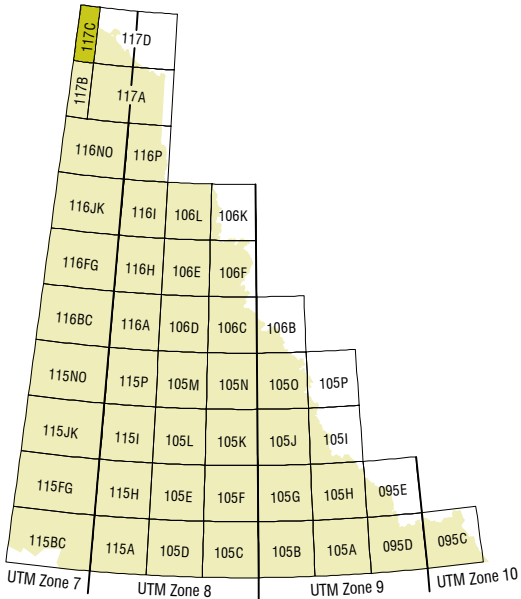 117C 117D
117B 117A
116NO 116P
116JK 116I 106L 106K
116FG 116H 106E 106F
116BC 116A 106D 106C 106B
115NO 115P 105M 105N 105O 105P
115JK 115I 105L 105K 105J 105I
115FG 115H 105E 105F 105G 105H 095E
115BC 115A 105D 105C 105B 105A 095D 095C
UTM Zone 7 UTM Zone 8 UTM Zone 9 UTM Zone 10